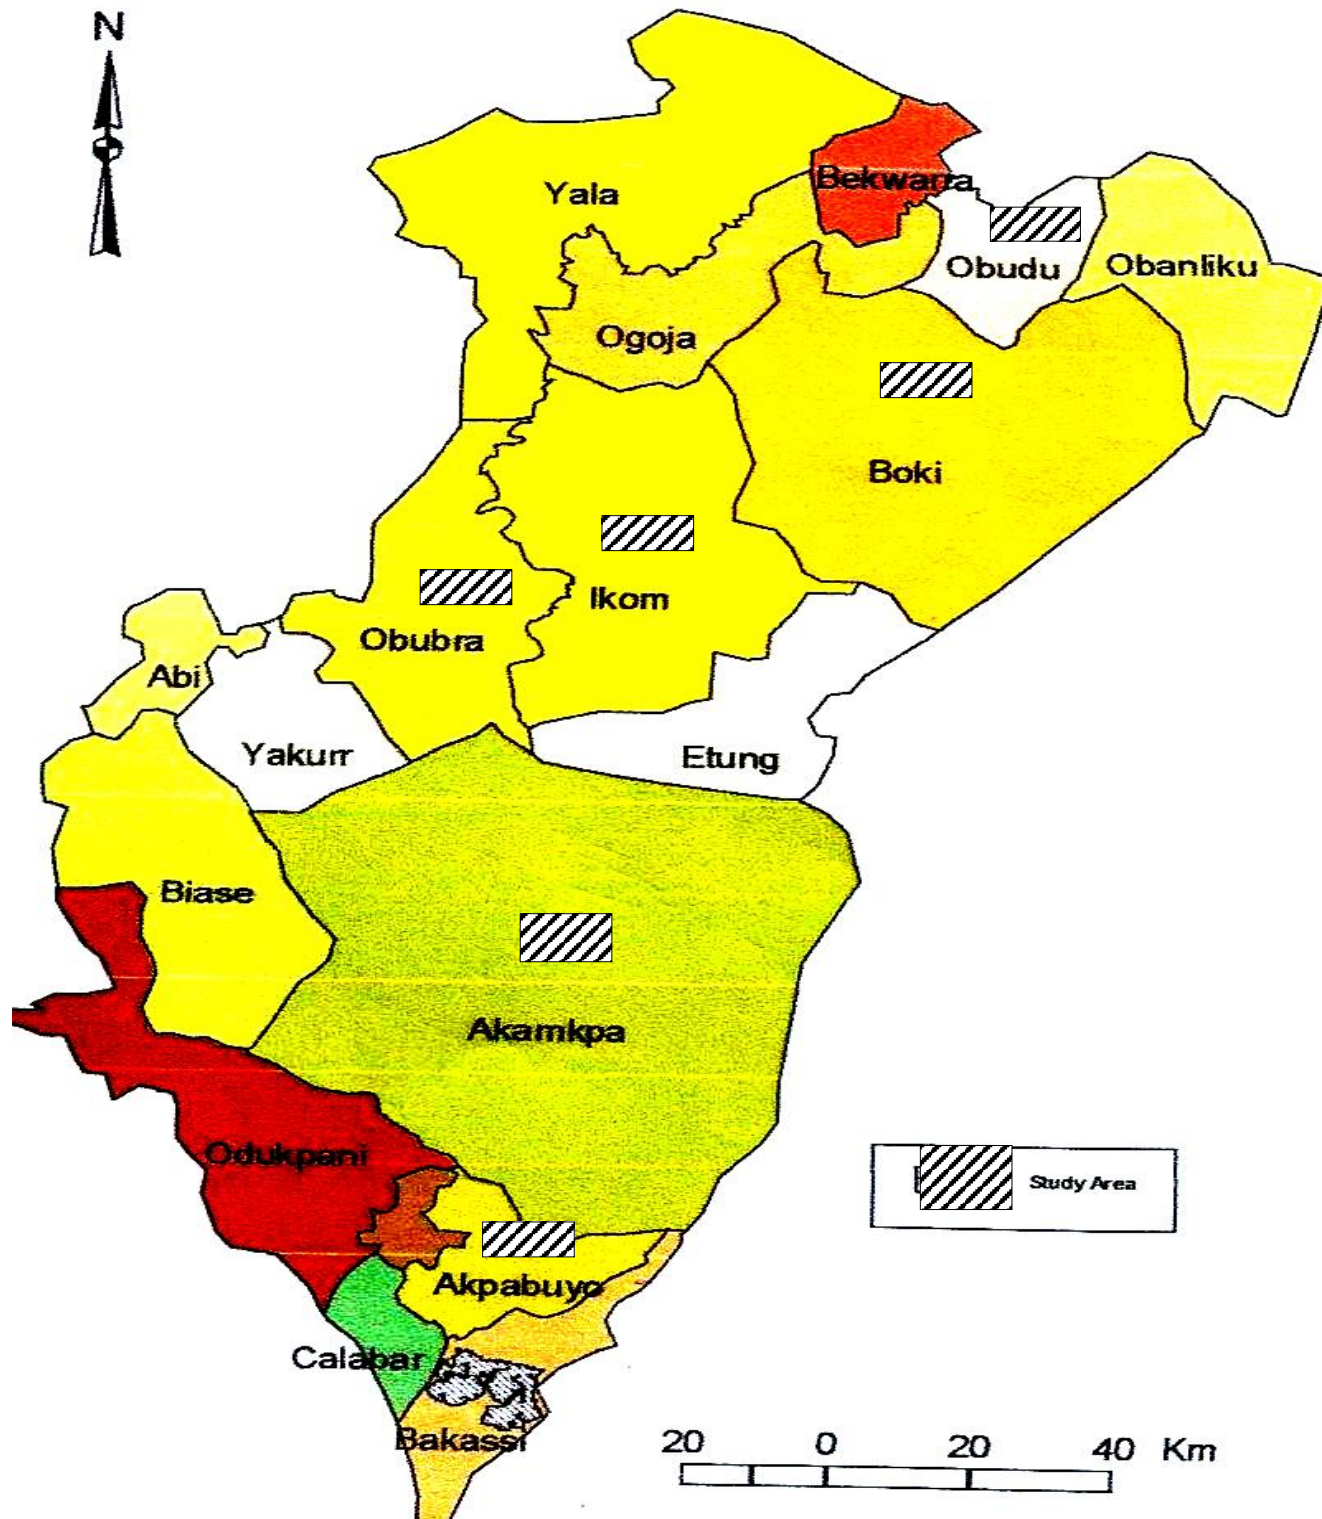 N
Yala
Bekwarra
Obudu
Obanliku
Ogoja
Boki
Ikom
Obubra
Abi
Yakurr
Etung
Biase
Akamkpa
Odukpani
Study Area
Akpabuyo
Calabar
Bakassi
20 0 20 40 Km